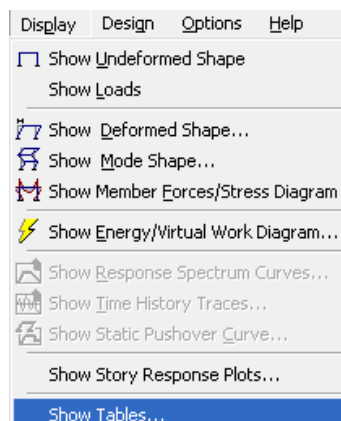 Display Design Options Help
Show Undeformed Shape
Show Loads
Show Deformed Shape...
Show Mode Shape...
Show Member Forces/Stress Diagram
Show Energy/Virtual Work Diagram...
Show Response Spectrum Curves...
Show Time History Traces...
Show Static Pushover Curve...
Show Story Response Plots...
Show Tables...